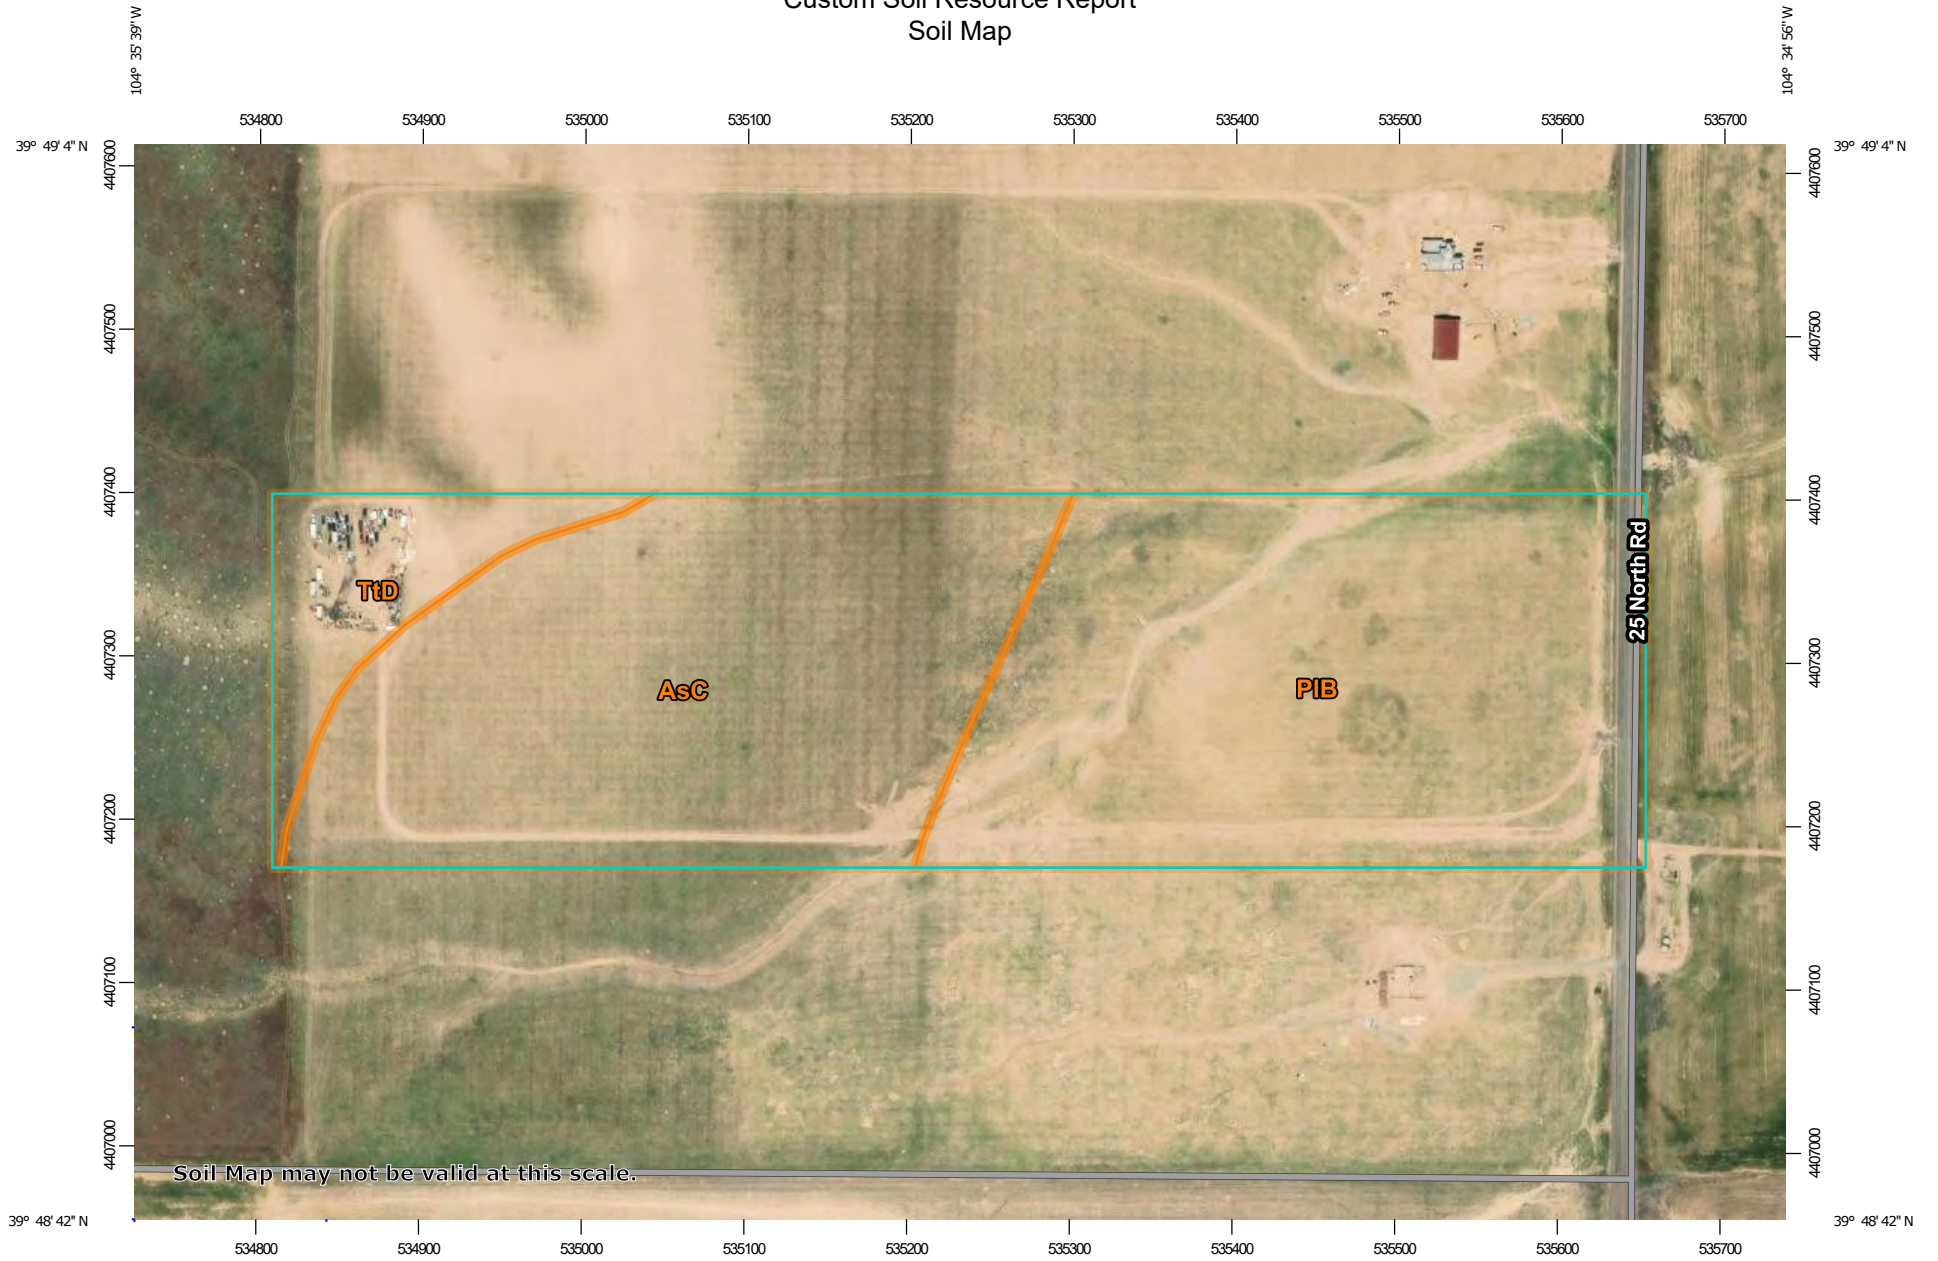 Custom Soil Resource Report
Soil Map
104° 35' 39" W
104° 34' 56" W
534800 534900 535000 535100 535200 535300 535400 535500 535600 535700
39° 49' 4" N
39° 49' 4" N
4407600
4407600
4407500
4407500
4407400
4407400
25 North Rd
TtD
4407300
4407300
AsC
PlB
4407200
4407200
4407100
4407100
4407000
4407000
Soil Map may not be valid at this scale.
39° 48' 42" N
39° 48' 42" N
534800 534900 535000 535100 535200 535300 535400 535500 535600 535700